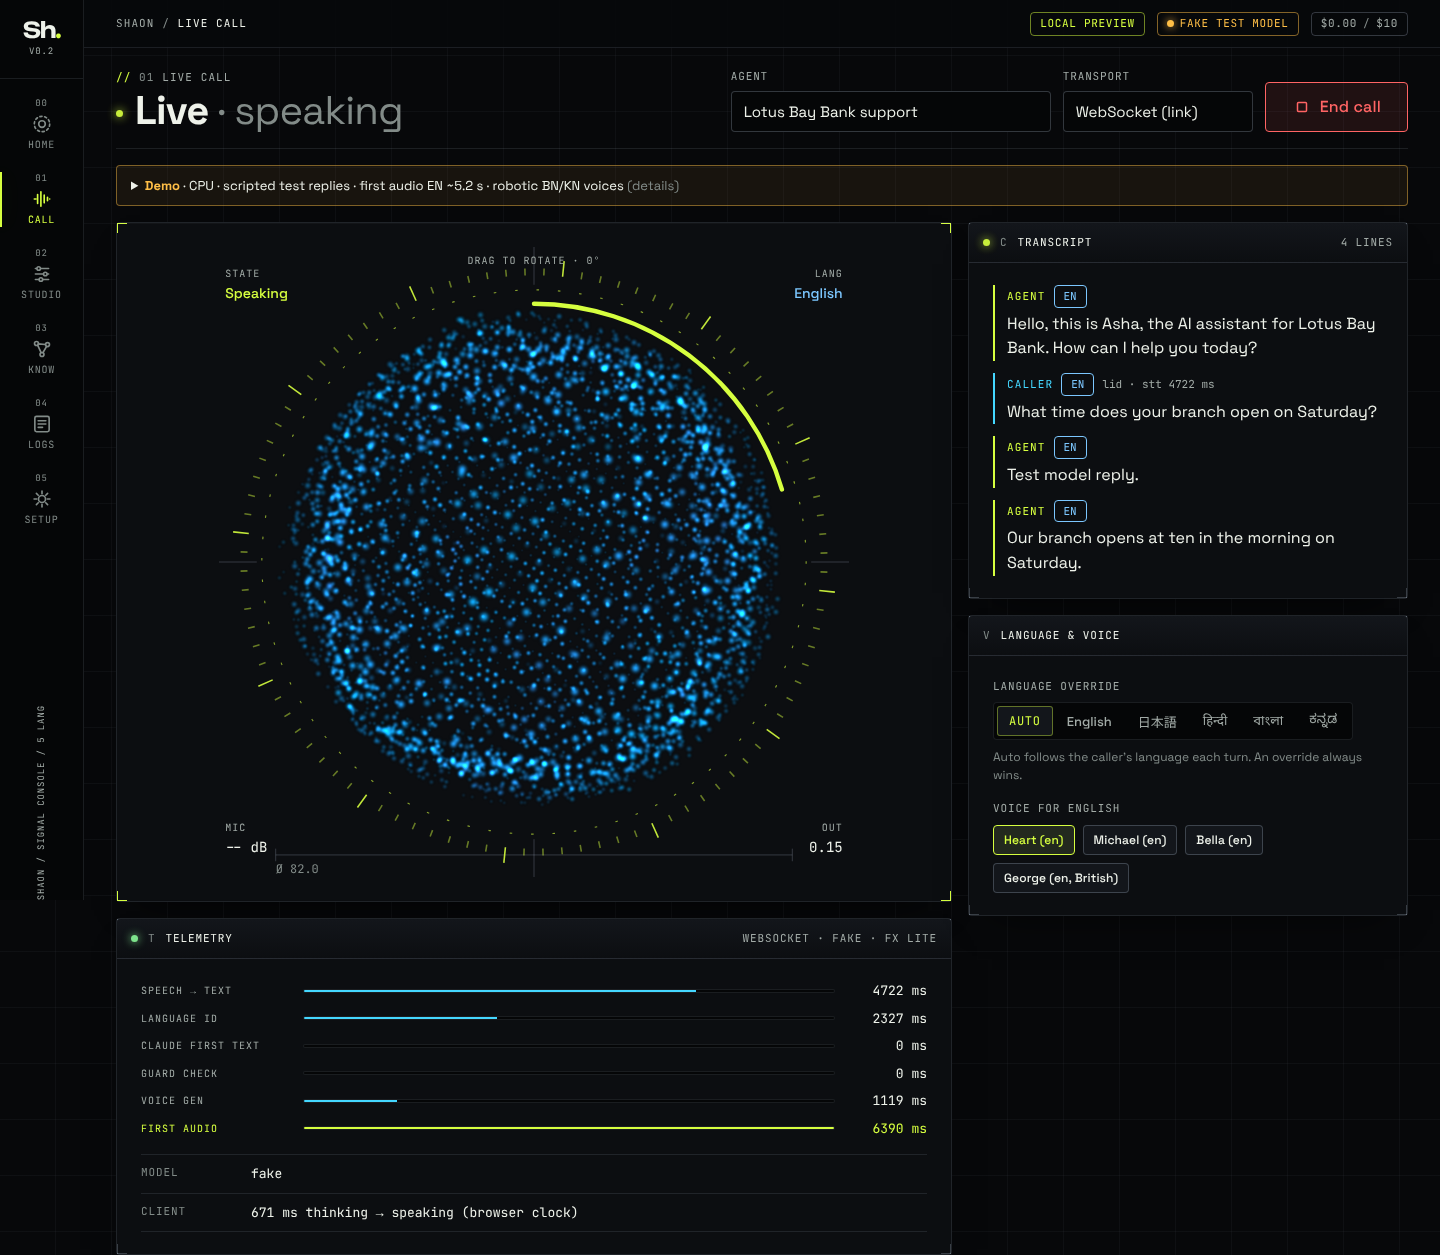 Sh.
V0.2
00
HOME
01
CALL
02
STUDIO
03
KNOW
04
LOGS
05
SETUP
SHAON / SIGNAL CONSOLE / 5 LANG
SHAON / LIVE CALL
LOCAL PREVIEW
FAKE TEST MODEL
$0.00 / $10
// 01 LIVE CALL
Live · speaking
AGENT
Lotus Bay Bank support
TRANSPORT
WebSocket (link)
End call
Demo · CPU · scripted test replies · first audio EN ~5.2 s · robotic BN/KN voices (details)
DRAG TO ROTATE · 0°
STATE
Speaking
LANG
English
MIC
-- dB
OUT
0.15
Ø 82.0
C TRANSCRIPT
4 LINES
AGENT EN
Hello, this is Asha, the AI assistant for Lotus Bay
Bank. How can I help you today?
CALLER EN lid · stt 4722 ms
What time does your branch open on Saturday?
AGENT EN
Test model reply.
AGENT EN
Our branch opens at ten in the morning on
Saturday.
V LANGUAGE & VOICE
LANGUAGE OVERRIDE
AUTO English 日本語 हिन्दी বাংলা ಕನ್ನಡ
Auto follows the caller's language each turn. An override always
wins.
VOICE FOR ENGLISH
Heart (en) Michael (en) Bella (en)
George (en, British)
T TELEMETRY
WEBSOCKET · FAKE · FX LITE
SPEECH → TEXT 4722 ms
LANGUAGE ID 2327 ms
CLAUDE FIRST TEXT 0 ms
GUARD CHECK 0 ms
VOICE GEN 1119 ms
FIRST AUDIO 6390 ms
MODEL fake
CLIENT 671 ms thinking → speaking (browser clock)